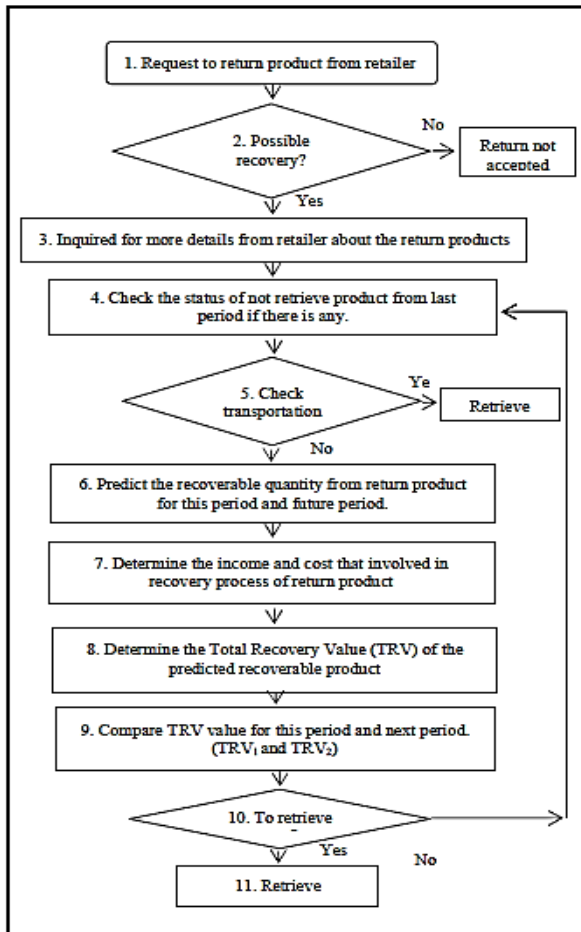 1. Request to return product from retailer
2. Possible
recovery?
No
Return not
accepted
Yes
3. Inquired for more details from retailer about the return products
4. Check the status of not retrieve product from last
period if there is any.
5. Check
transportation
Ye
Retrieve
No
6. Predict the recoverable quantity from return product
for this period and future period.
7. Determine the income and cost that involved in
recovery process of return product
8. Determine the Total Recovery Value (TRV) of the
predicted recoverable product
9. Compare TRV value for this period and next period.
(TRV₁ and TRV₂)
10. To retrieve
Yes
No
11. Retrieve